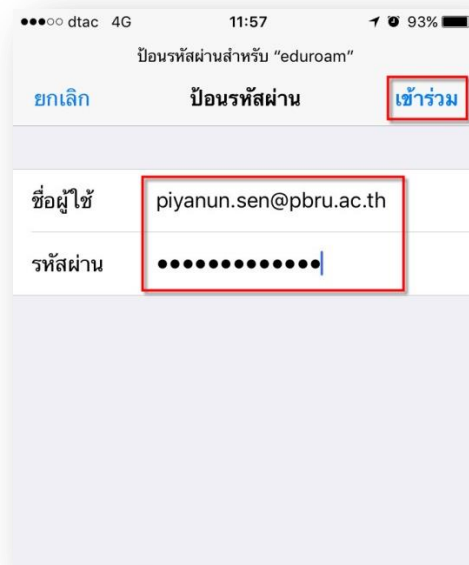 dtac 4G 11:57 93%
ป้อนรหัสผ่านสำหรับ “eduroam”
ยกเลิก ป้อนรหัสผ่าน เข้าร่วม
ชื่อผู้ใช้ piyanun.sen@pbru.ac.th
รหัสผ่าน •••••••••••••